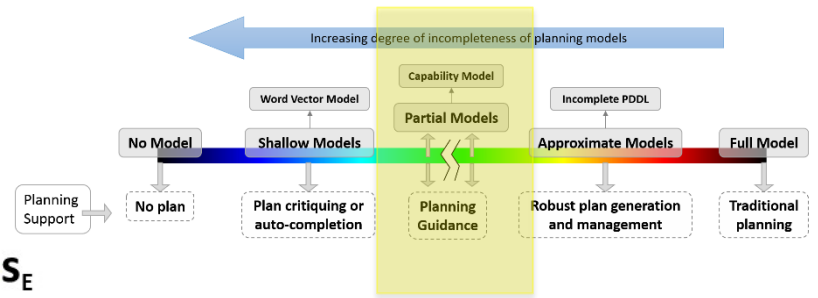 Increasing degree of incompleteness of planning models
Capability Model
Word Vector Model
Incomplete PDDL
Partial Models
No Model
Shallow Models
Approximate Models
Full Model
Planning
Support
No plan
Plan critiquing or
auto-completion
Planning
Guidance
Robust plan generation
and management
Traditional
planning
S_E